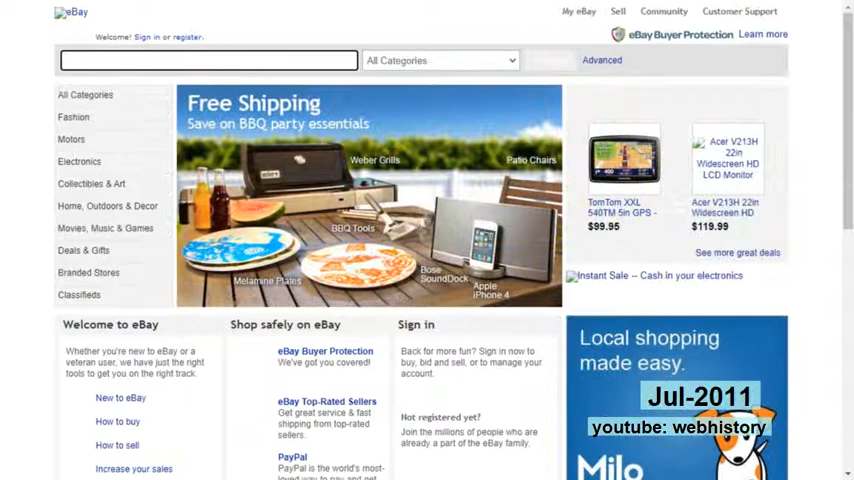 eBay
My eBay Sell Community Customer Support
Welcome! Sign in or register.
eBay Buyer Protection Learn more
All Categories
Advanced
All Categories
Fashion
Motors
Electronics
Collectibles & Art
Home, Outdoors & Decor
Movies, Music & Games
Deals & Gifts
Branded Stores
Classifieds
Free Shipping
Save on BBQ party essentials
Weber Grills
Patio Chairs
BBQ Tools
Melamine Plates
Bose
SoundDock
Apple
iPhone 4
TomTom XXL
540TM 5in GPS -
$99.95
Acer V213H
22in
Widescreen HD
LCD Monitor
Acer V213H 22in
Widescreen HD
$119.99
See more great deals
Instant Sale -- Cash in your electronics
Welcome to eBay
Whether you're new to eBay or a
veteran user, we have just the right
tools to get you on the right track.
New to eBay
How to buy
How to sell
Increase your sales
Shop safely on eBay
eBay Buyer Protection
We've got you covered!
eBay Top-Rated Sellers
Get great service & fast
shipping from top-rated
sellers.
PayPal
PayPal is the world's most-
loved way to pay and get
Sign in
Back for more fun? Sign in now to
buy, bid and sell, or to manage your
account.
Not registered yet?
Join the millions of people who are
already a part of the eBay family.
Local shopping
made easy.
Jul-2011
youtube: webhistory
Milo